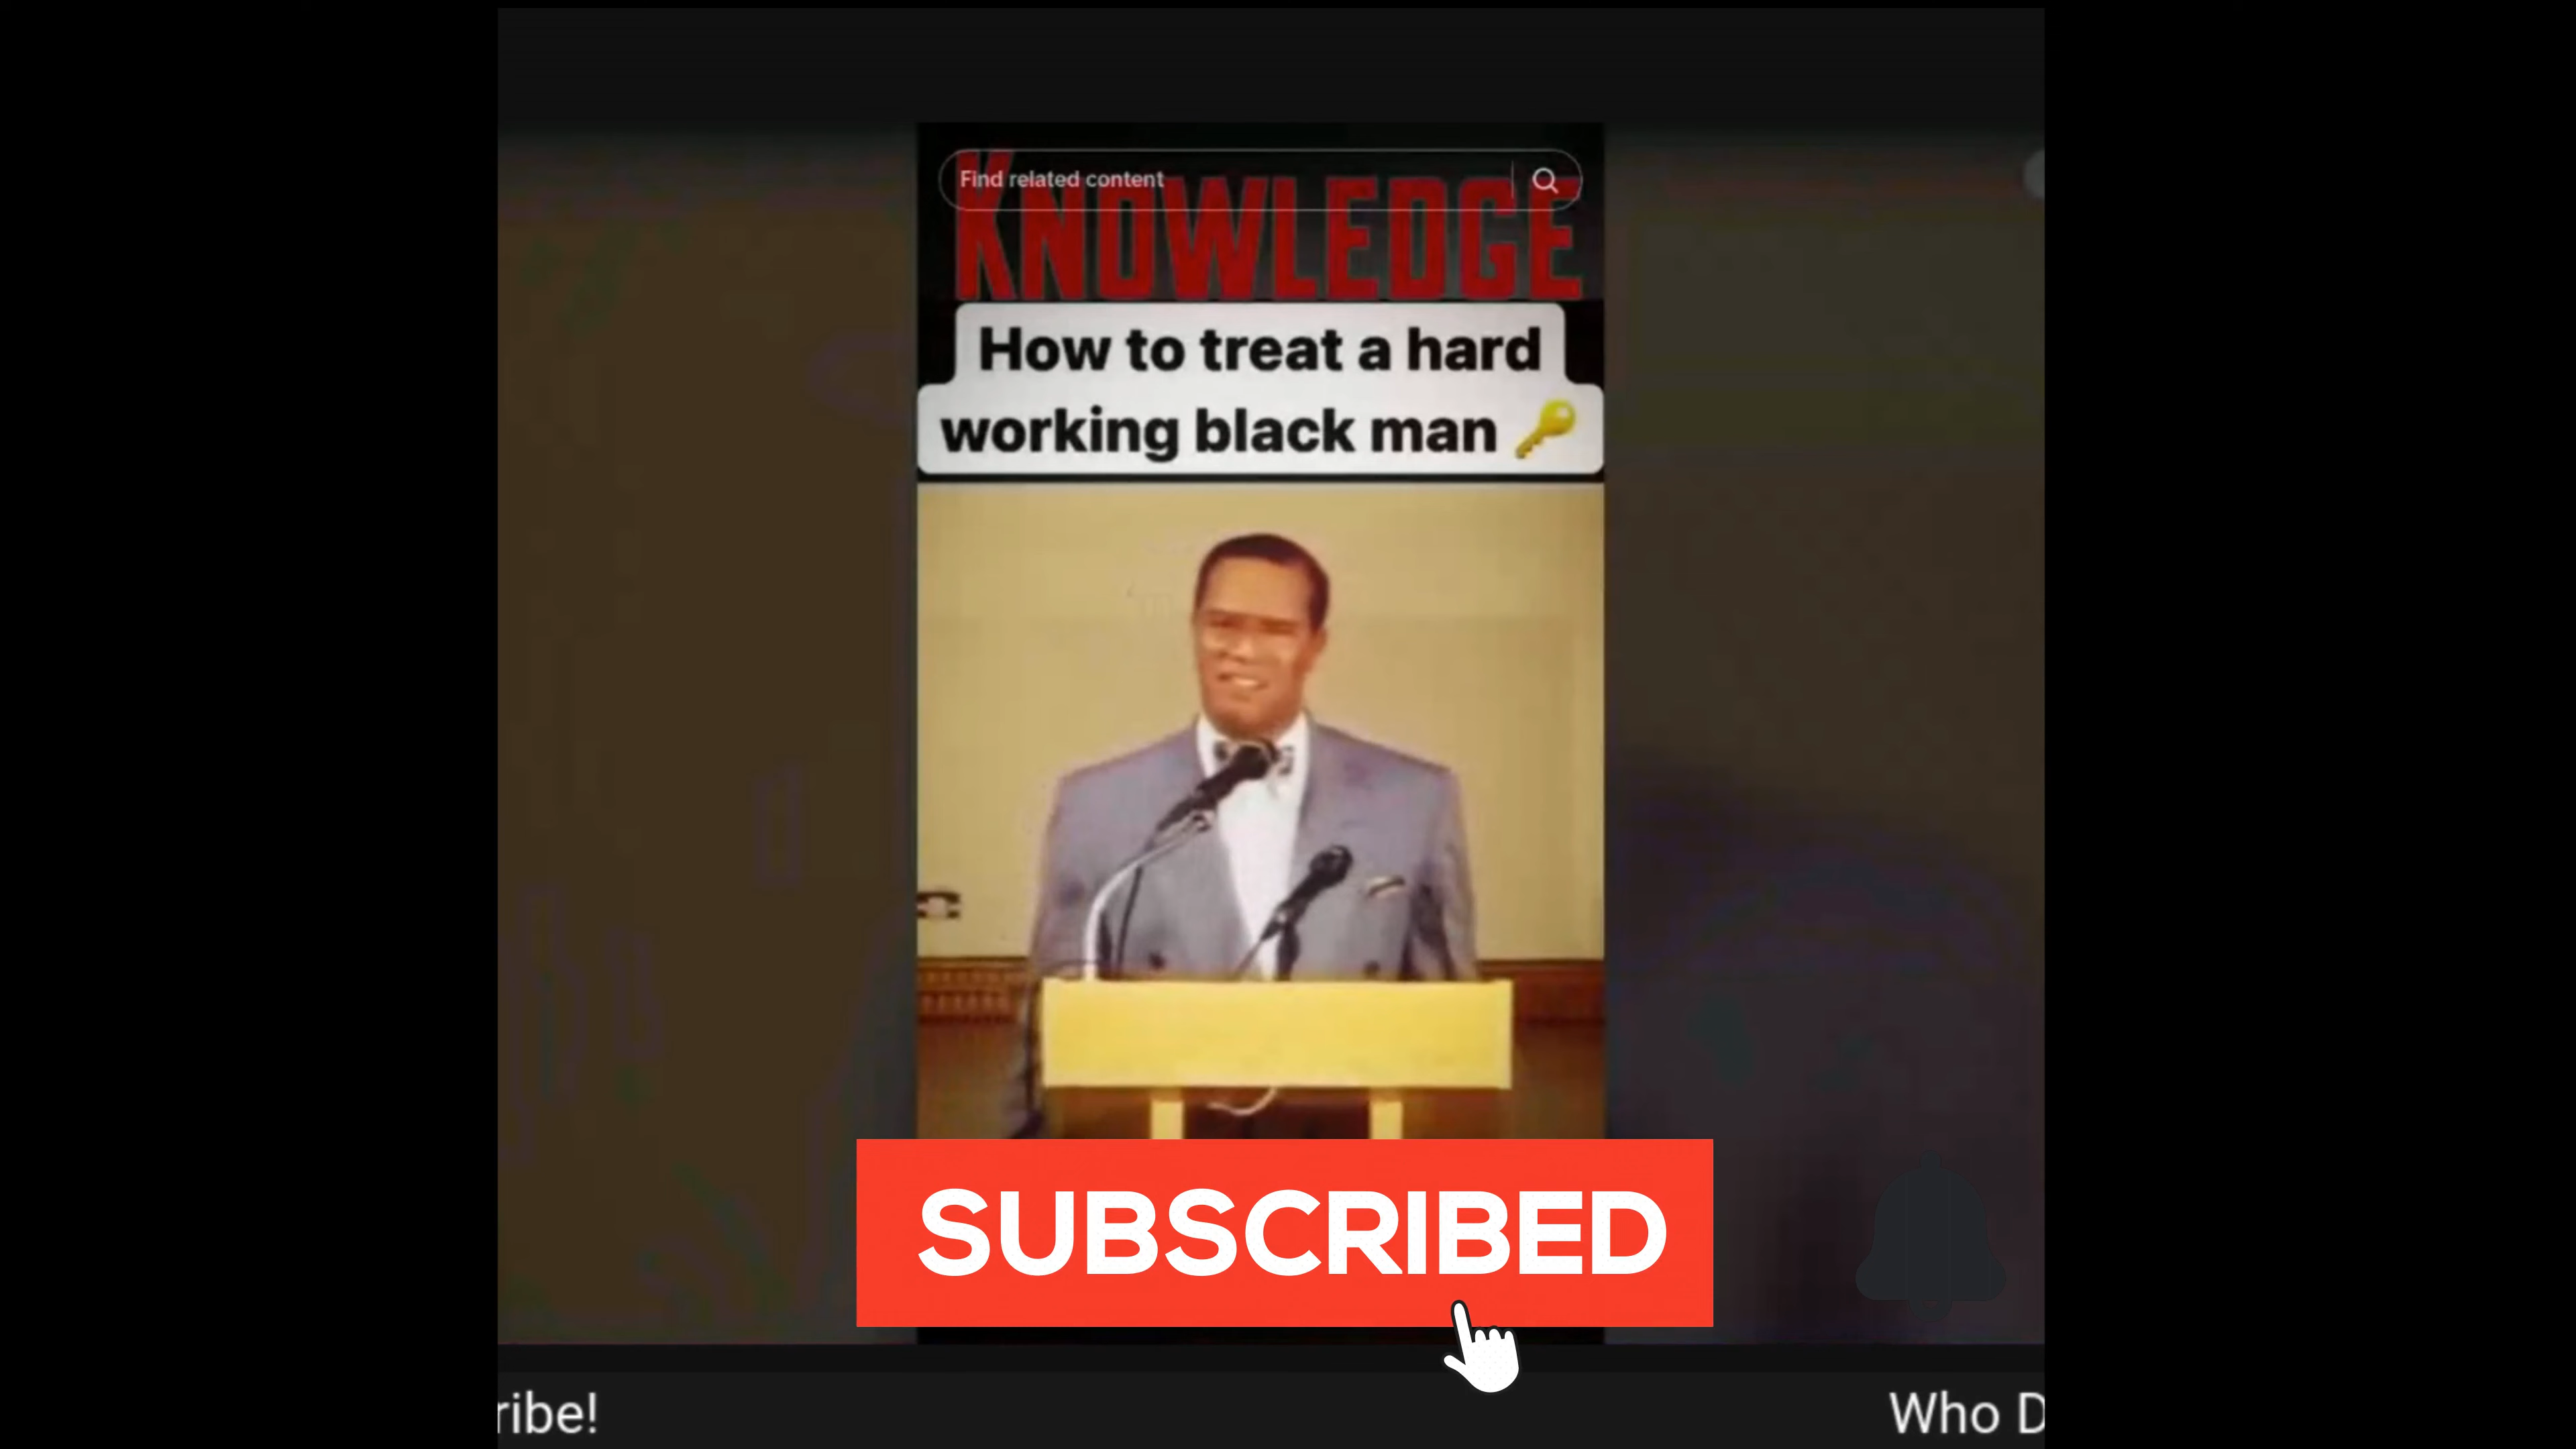 Find related content
KNOWLEDGE
How to treat a hard
working black man 🔑
SUBSCRIBED
ribe!
Who D